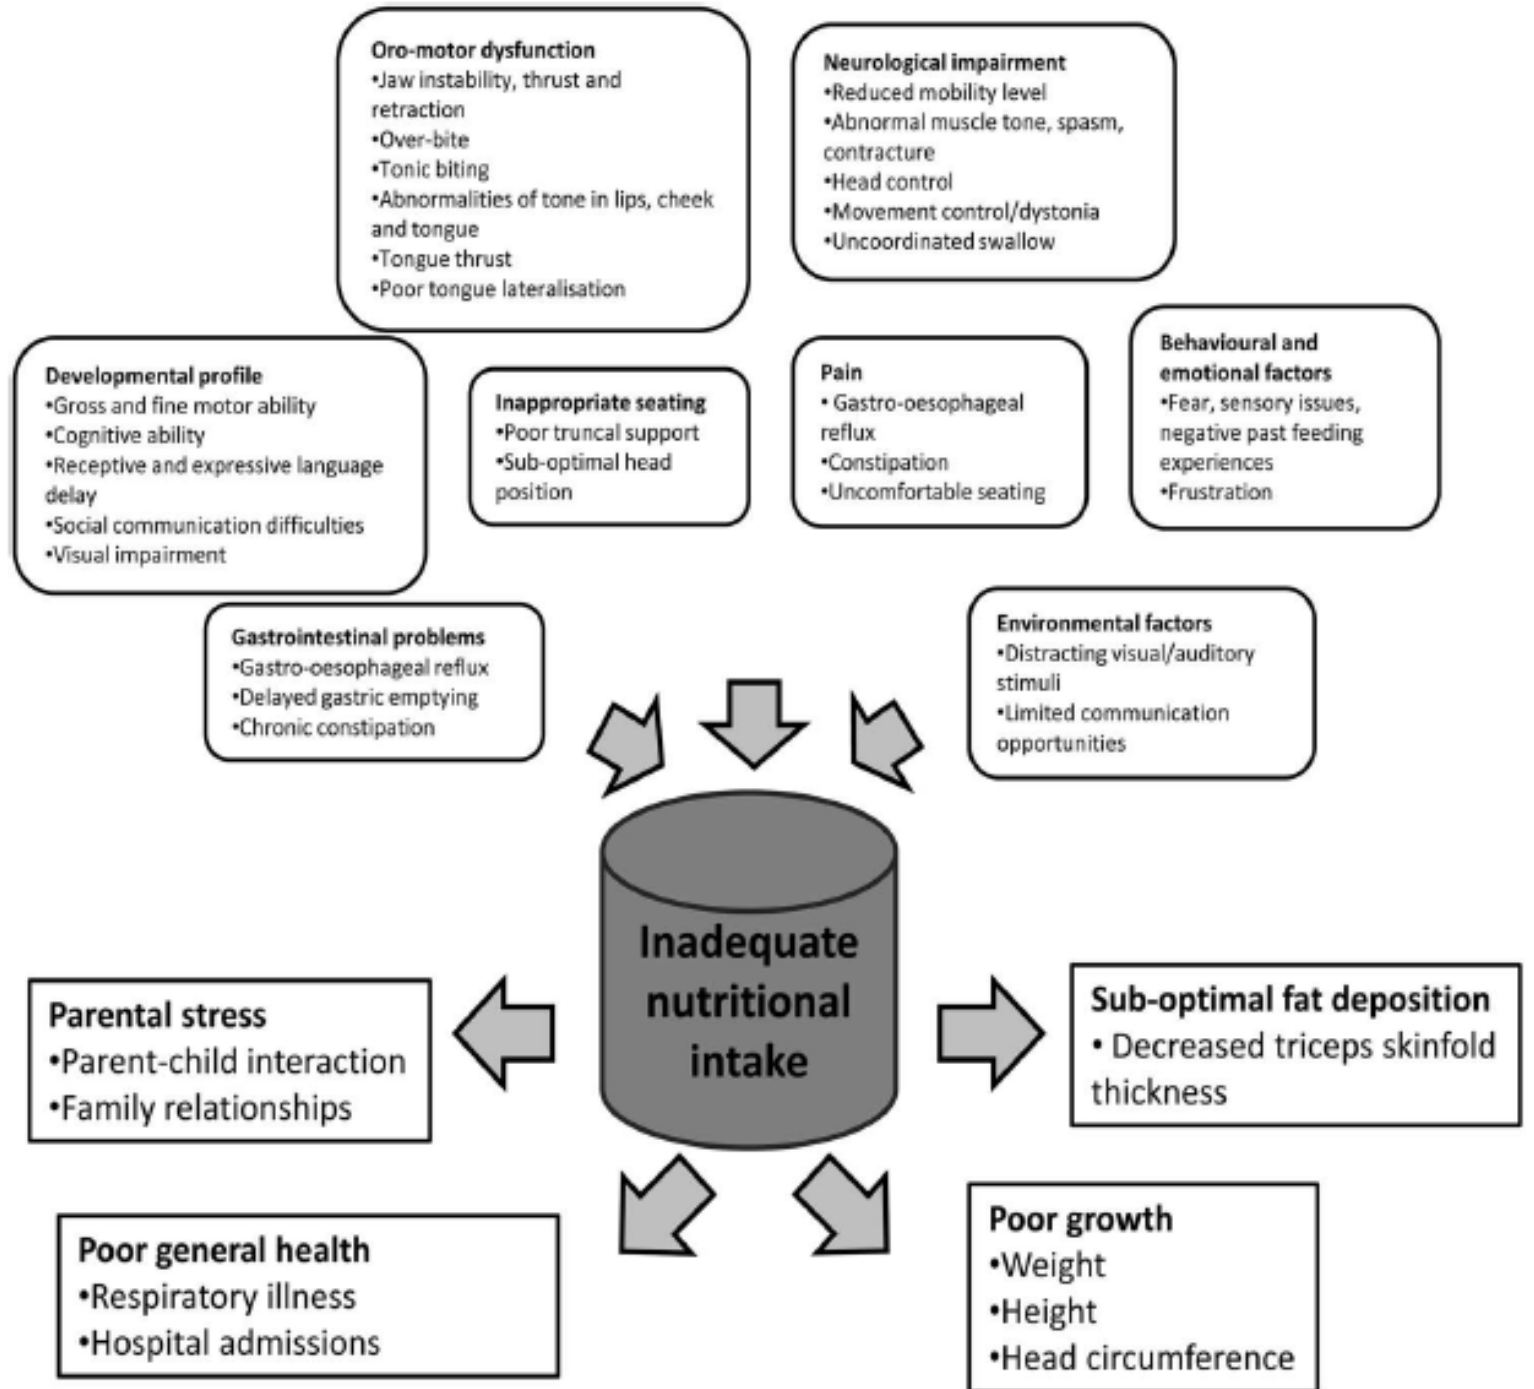 Oro-motor dysfunction
•Jaw instability, thrust and
retraction
•Over-bite
•Tonic biting
•Abnormalities of tone in lips, cheek
and tongue
•Tongue thrust
•Poor tongue lateralisation
Neurological impairment
•Reduced mobility level
•Abnormal muscle tone, spasm,
contracture
•Head control
•Movement control/dystonia
•Uncoordinated swallow
Developmental profile
•Gross and fine motor ability
•Cognitive ability
•Receptive and expressive language
delay
•Social communication difficulties
•Visual impairment
Inappropriate seating
•Poor truncal support
•Sub-optimal head
position
Pain
• Gastro-oesophageal
reflux
•Constipation
•Uncomfortable seating
Behavioural and
emotional factors
•Fear, sensory issues,
negative past feeding
experiences
•Frustration
Gastrointestinal problems
•Gastro-oesophageal reflux
•Delayed gastric emptying
•Chronic constipation
Environmental factors
•Distracting visual/auditory
stimuli
•Limited communication
opportunities
Inadequate
nutritional
intake
Parental stress
•Parent-child interaction
•Family relationships
Sub-optimal fat deposition
• Decreased triceps skinfold
thickness
Poor general health
•Respiratory illness
•Hospital admissions
Poor growth
•Weight
•Height
•Head circumference